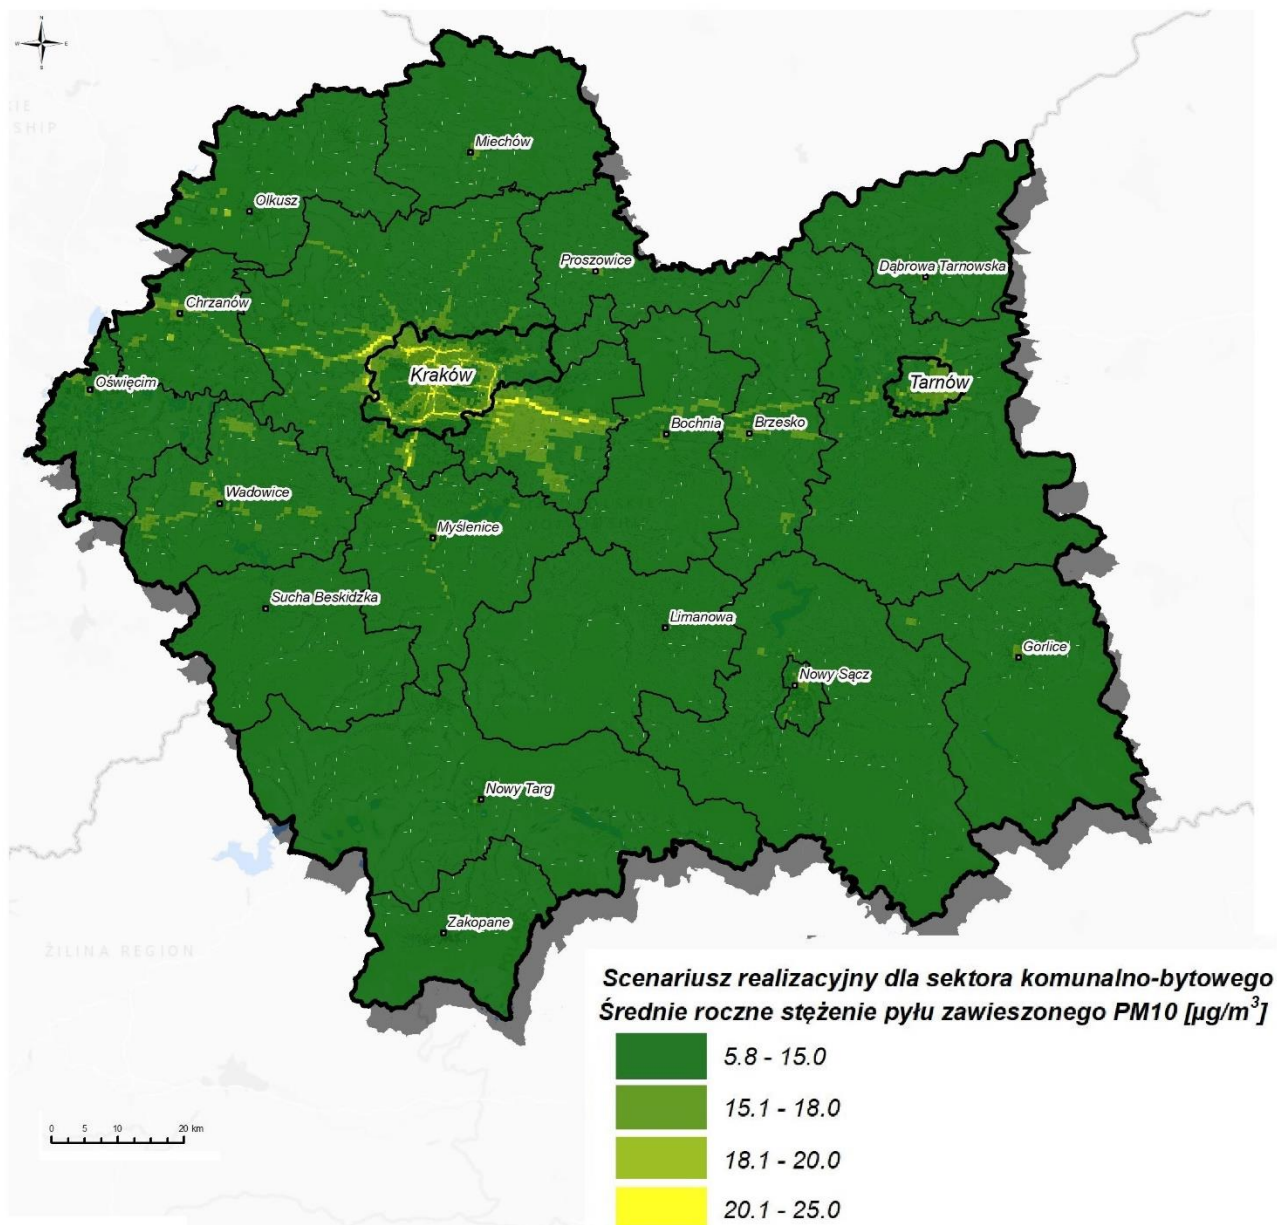 N
W
E
S
SHIP
Miechów
Olkusz
Proszowice
Dąbrowa Tarnowska
Chrzanów
Kraków
Oświęcim
Tarnów
Bochnia
Brzesko
Wadowice
Myślenice
Sucha Beskidzka
Limanowa
Gorlice
Nowy Sącz
Nowy Targ
Zakopane
ŽILINA REGION
Scenariusz realizacyjny dla sektora komunalno-bytowego
Średnie roczne stężenie pyłu zawieszonego PM10 [µg/m³]
5.8 - 15.0
15.1 - 18.0
18.1 - 20.0
20.1 - 25.0
0 5 10 20 km